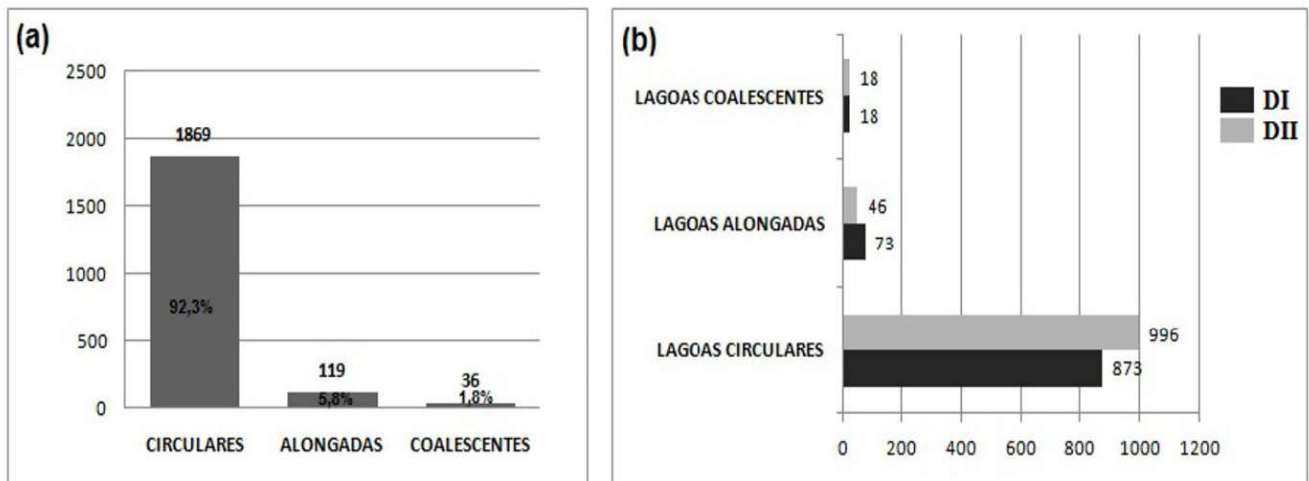 (a)
2500
2000
1500
1000
500
0
1869
92,3%
119
5,8%
36
1,8%
CIRCULARES ALONGADAS COALESCENTES
(b)
LAGOAS COALESCENTES
18
18
LAGOAS ALONGADAS
46
73
LAGOAS CIRCULARES
996
873
0 200 400 600 800 1000 1200
DI
DII